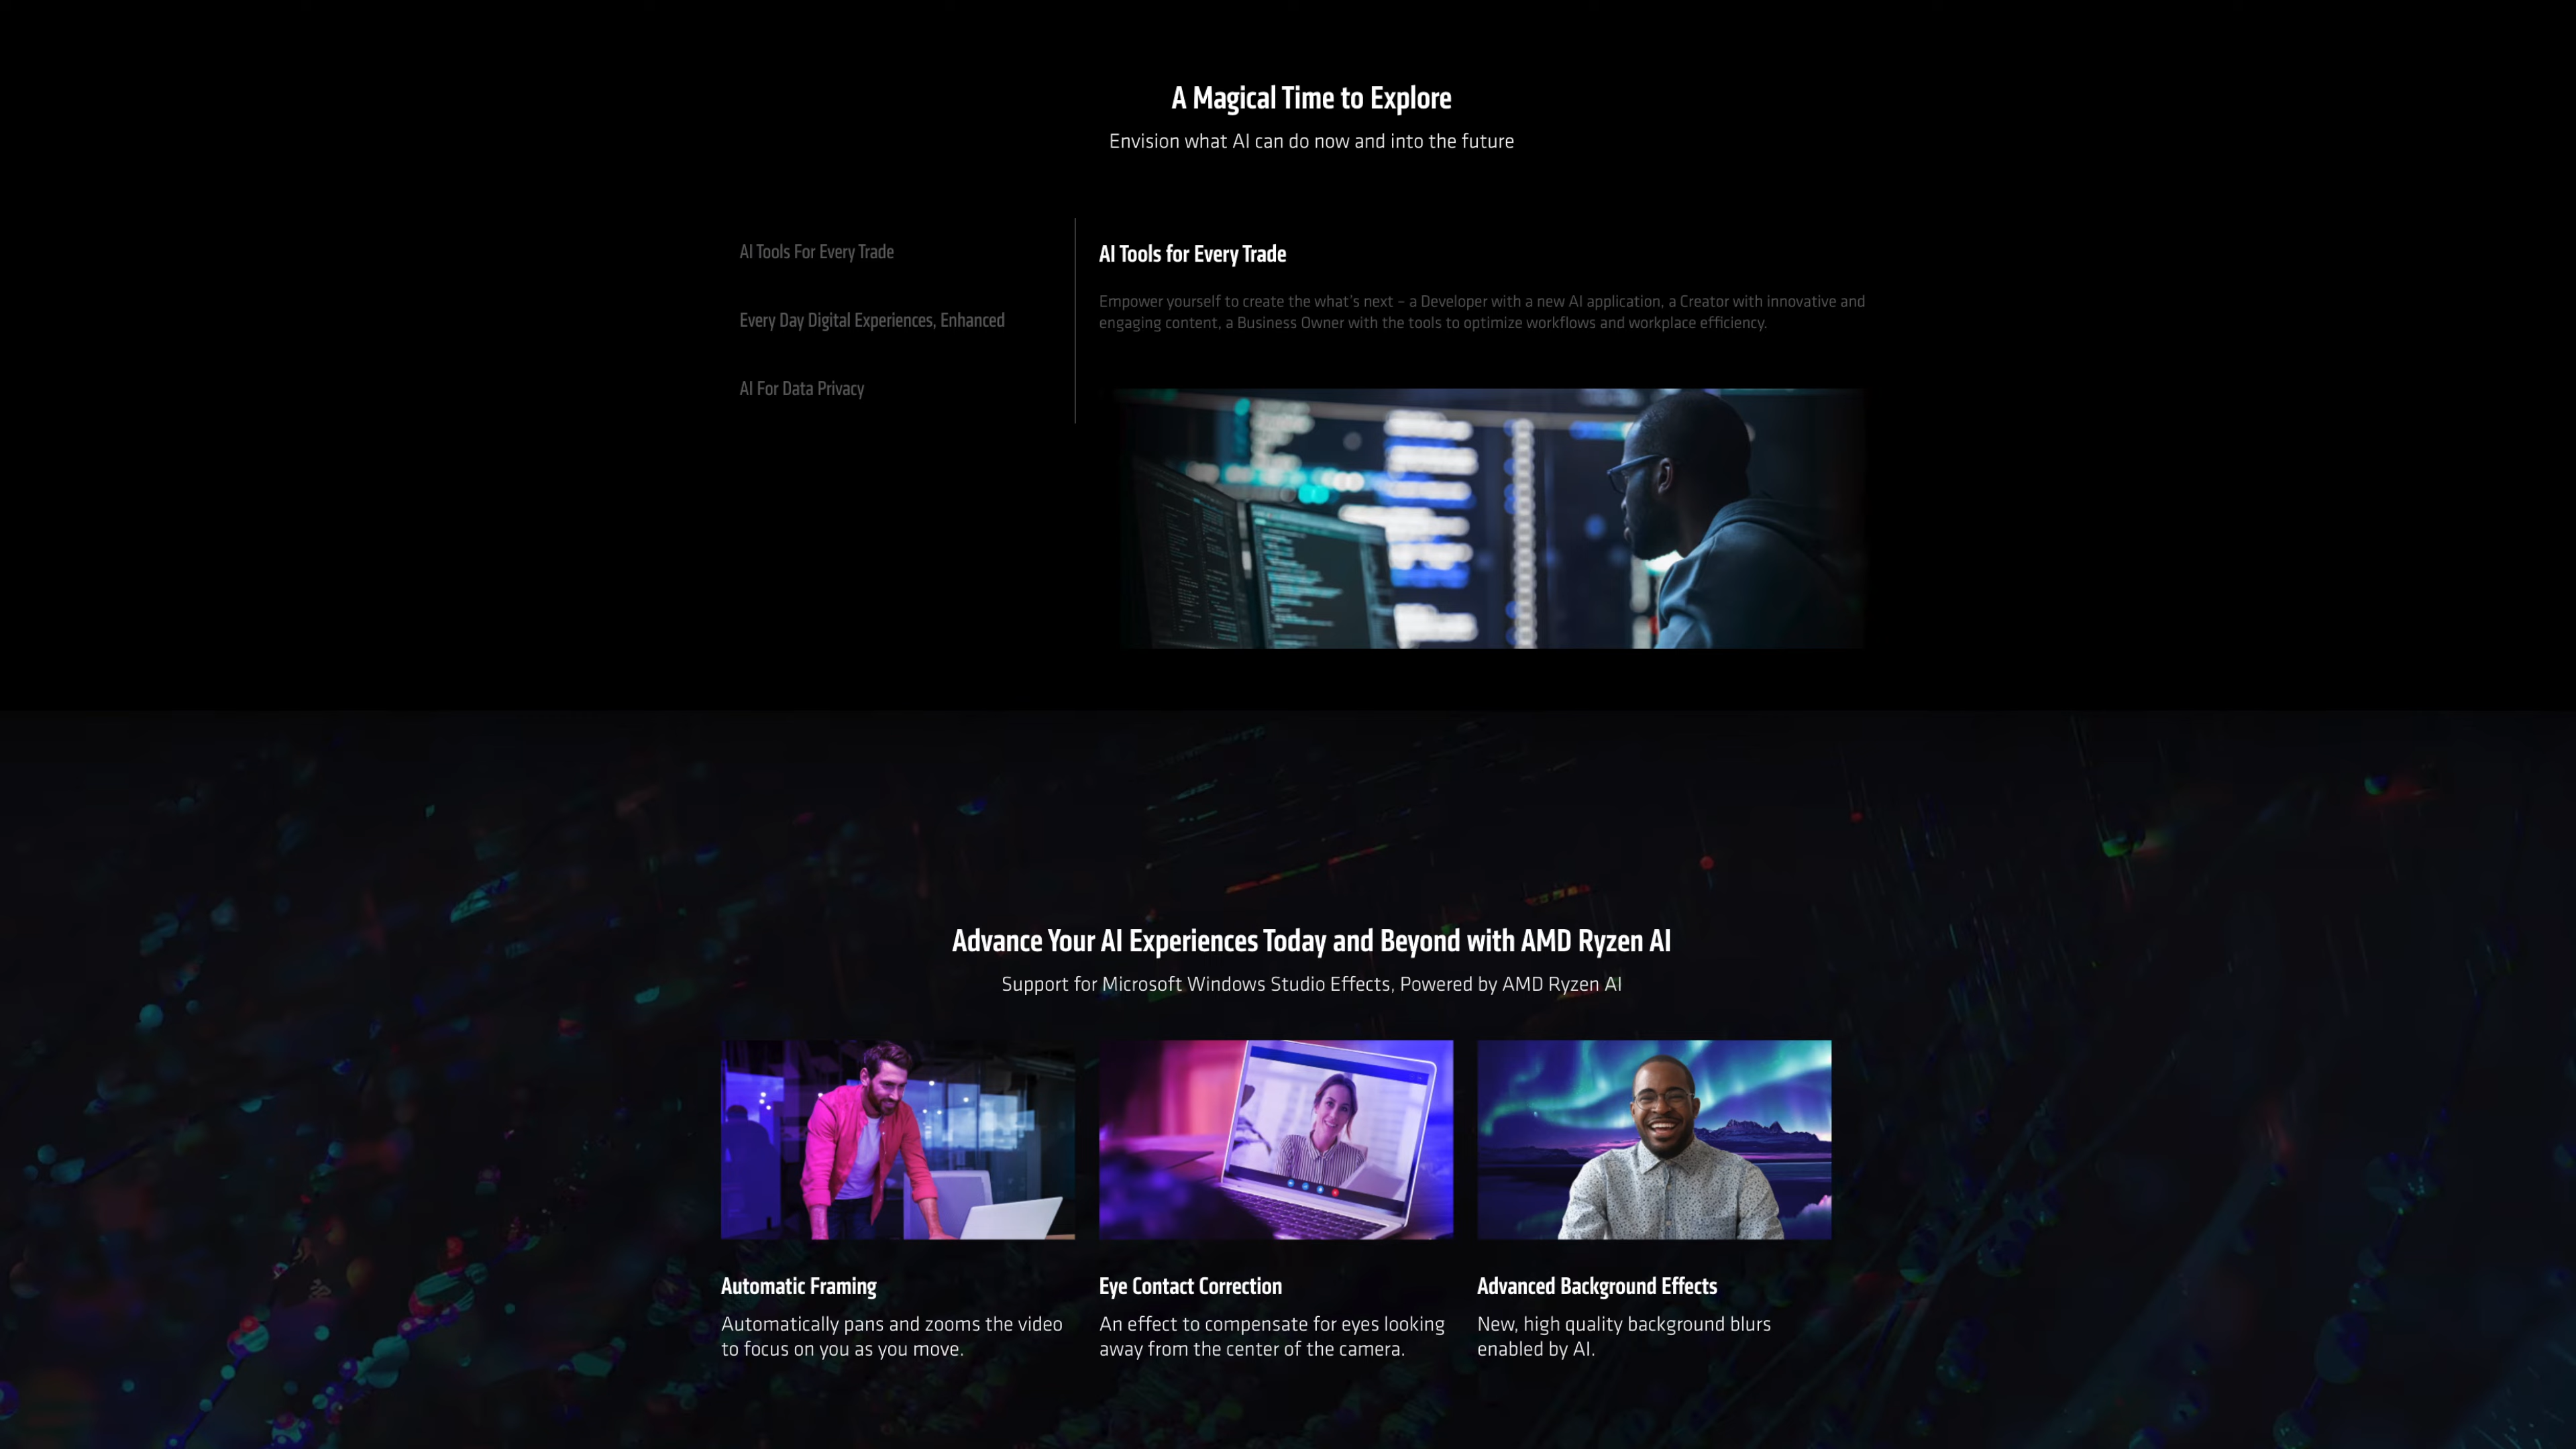 A Magical Time to Explore
Envision what AI can do now and into the future
AI Tools For Every Trade
Every Day Digital Experiences, Enhanced
AI For Data Privacy
AI Tools for Every Trade
Empower yourself to create the what's next – a Developer with a new AI application, a Creator with innovative and
engaging content, a Business Owner with the tools to optimize workflows and workplace efficiency.
Advance Your AI Experiences Today and Beyond with AMD Ryzen AI
Support for Microsoft Windows Studio Effects, Powered by AMD Ryzen AI
Automatic Framing
Automatically pans and zooms the video
to focus on you as you move.
Eye Contact Correction
An effect to compensate for eyes looking
away from the center of the camera.
Advanced Background Effects
New, high quality background blurs
enabled by AI.